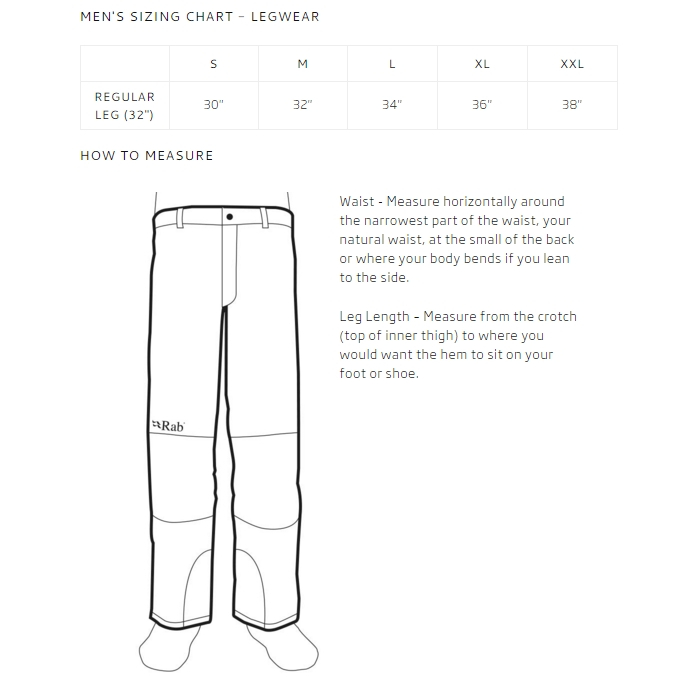 MEN'S SIZING CHART - LEGWEAR
S M L XL XXL
REGULAR
LEG (32") 30" 32" 34" 36" 38"
HOW TO MEASURE
Waist - Measure horizontally around
the narrowest part of the waist, your
natural waist, at the small of the back
or where your body bends if you lean
to the side.
Leg Length - Measure from the crotch
(top of inner thigh) to where you
would want the hem to sit on your
foot or shoe.
Rab